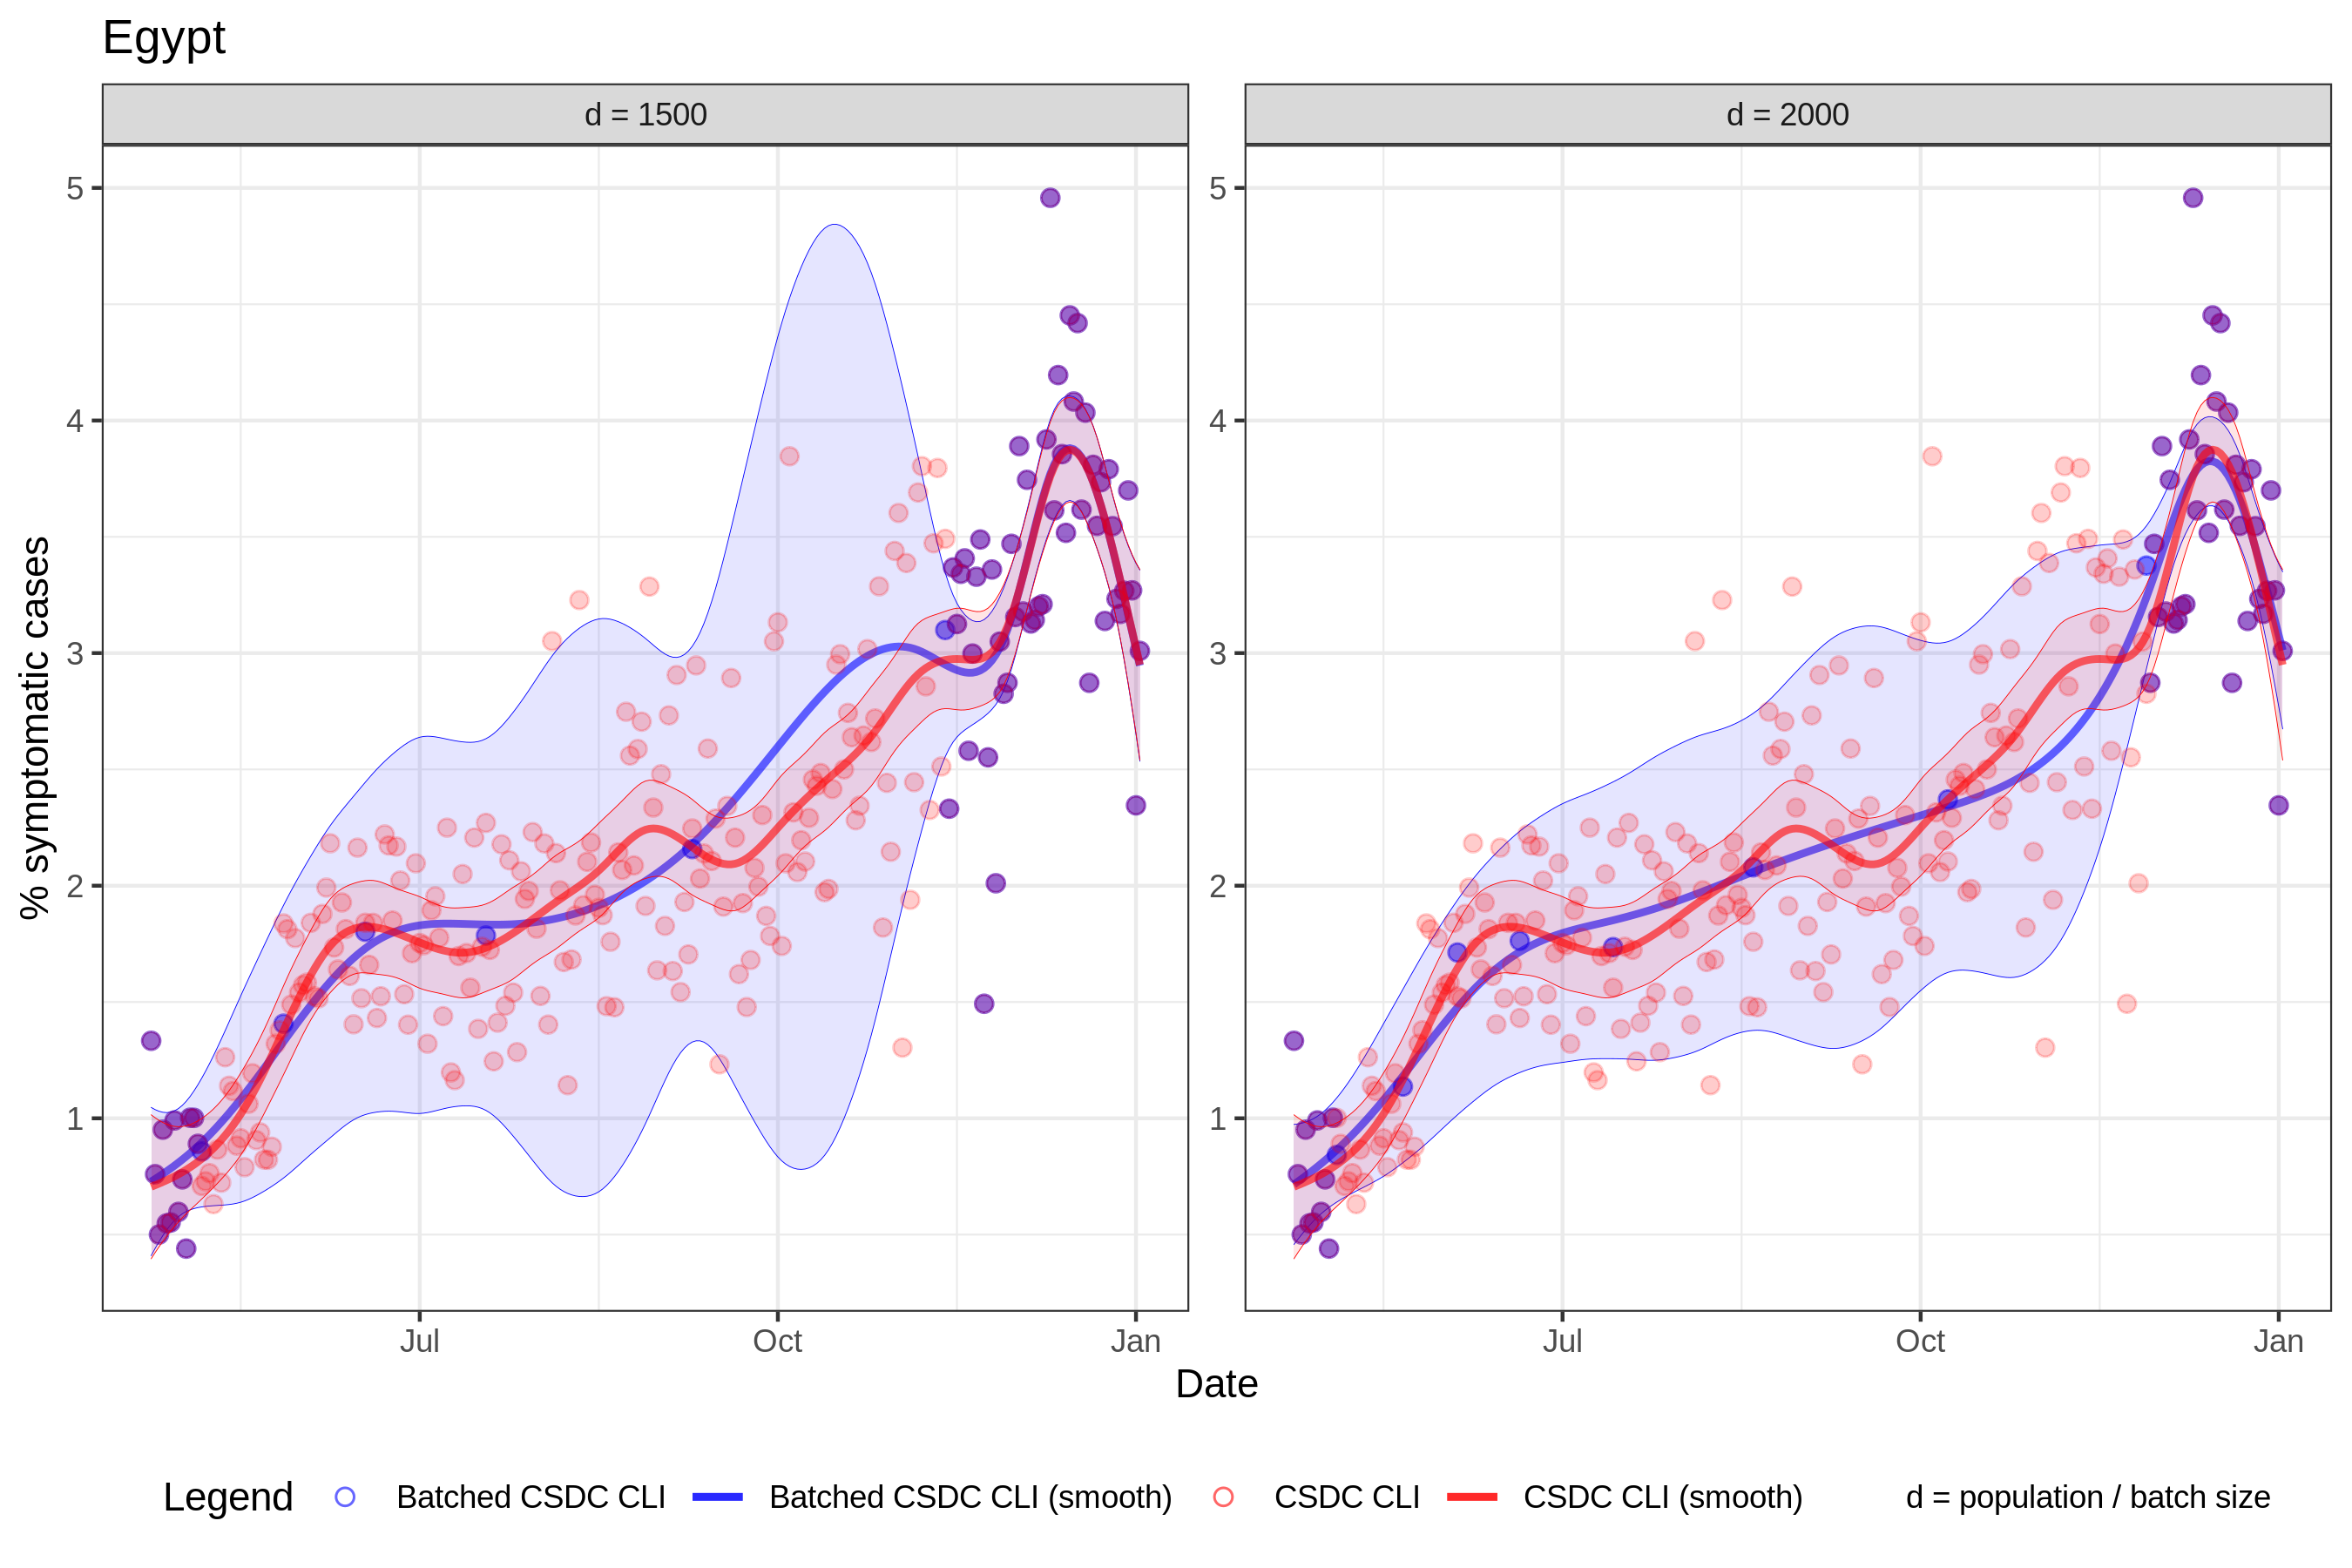 Egypt
d = 1500
d = 2000
% symptomatic cases
5
4
3
2
1
5
4
3
2
1
Jul
Oct
Jan
Jul
Oct
Jan
Date
Legend
Batched CSDC CLI
Batched CSDC CLI (smooth)
CSDC CLI
CSDC CLI (smooth)
d = population / batch size